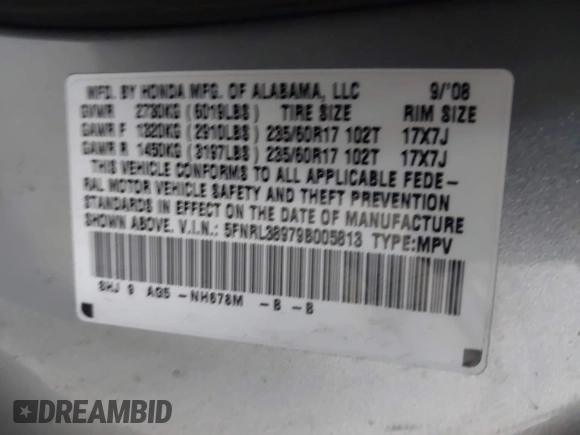 MFD. BY HONDA MFG. OF ALABAMA, LLC 9/'08
GVWR 2730KG (6019LBS) TIRE SIZE RIM SIZE
GAWR F 1320KG (2910LBS) 235/60R17 102T 17X7J
GAWR R 1450KG (3197LBS) 235/60R17 102T 17X7J
THIS VEHICLE CONFORMS TO ALL APPLICABLE FEDE-
RAL MOTOR VEHICLE SAFETY AND THEFT PREVENTION
STANDARDS IN EFFECT ON THE DATE OF MANUFACTURE
SHOWN ABOVE. V.I.N.: 5FNRL38979B005813 TYPE:MPV
SHJ 9 AG5 -NH678M -B -B
DREAMBID